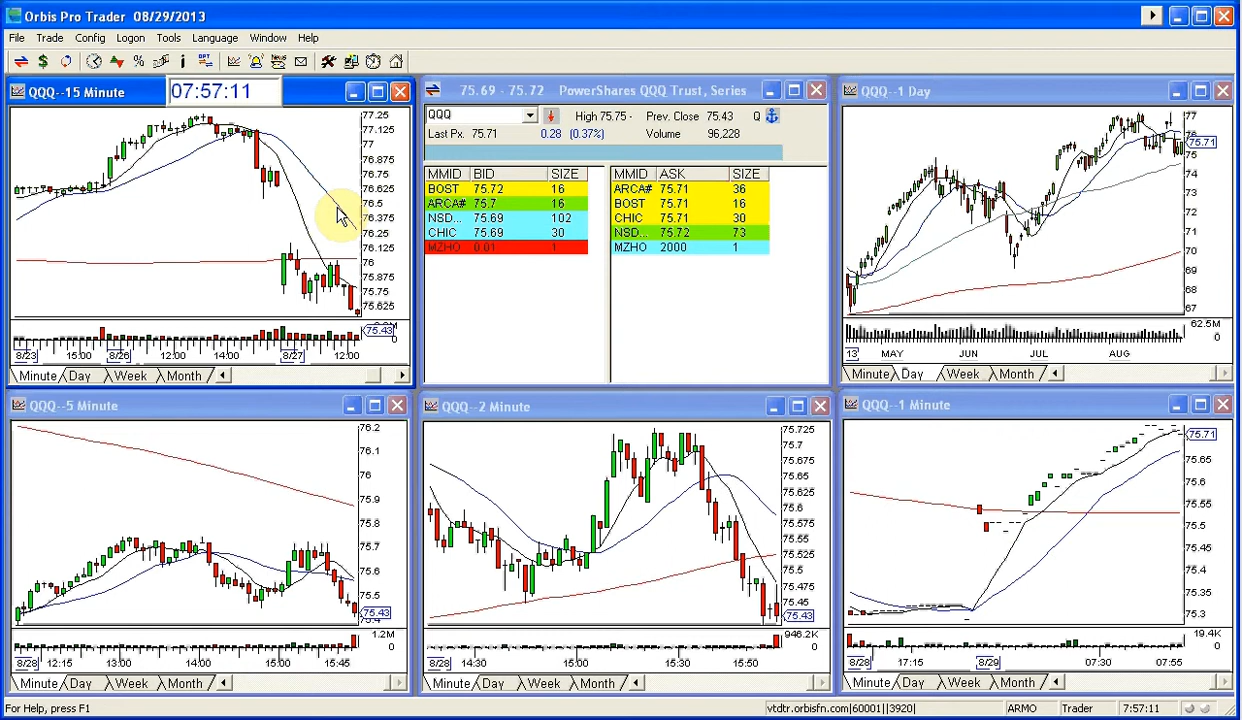 Orbis Pro Trader 08/29/2013
File Trade Config Logon Tools Language Window Help
QQQ--15 Minute
07:57:11
77.25
77.125
77
76.875
76.75
76.625
76.5
76.375
76.25
76.125
76
75.875
75.75
75.625
75.43
0
8/23 15:00 8/26 12:00 14:00 8/27 12:00
Minute Day Week Month
75.69 - 75.72 PowerShares QQQ Trust, Series
QQQ High 75.75 - Prev. Close 75.43 Q
Last Px. 75.71 0.28 (0.37%) Volume 96,228
MMID BID SIZE MMID ASK SIZE
BOST 75.72 16 ARCA# 75.71 36
ARCA# 75.7 16 BOST 75.71 30
NSD... 75.69 102 CHIC 75.71 30
CHIC 75.69 30 NSD... 75.72 73
MZHO 0.01 1 MZHO 2000 1
QQQ--1 Day
77
75.71
75
74
72
71
70
69
68
67
62.5M
0
13 MAY JUN JUL AUG
Minute Day Week Month
QQQ--5 Minute
76.2
76.1
76
75.9
75.8
75.7
75.6
75.5
75.43
1.2M
0
8/28 12:15 13:00 14:00 15:00 15:45
Minute Day Week Month
QQQ--2 Minute
75.725
75.7
75.675
75.65
75.625
75.6
75.575
75.55
75.525
75.5
75.475
75.45
75.43
946.2K
0
8/28 14:30 15:00 15:30 15:50
Minute Day Week Month
QQQ--1 Minute
75.71
75.65
75.6
75.55
75.5
75.45
75.4
75.35
75.3
19.4K
0
8/28 17:15 8/29 07:30 07:55
Minute Day Week Month
For Help, press F1 vtdtr.orbisfn.com|60001||3920| ARMO Trader 7:57:11